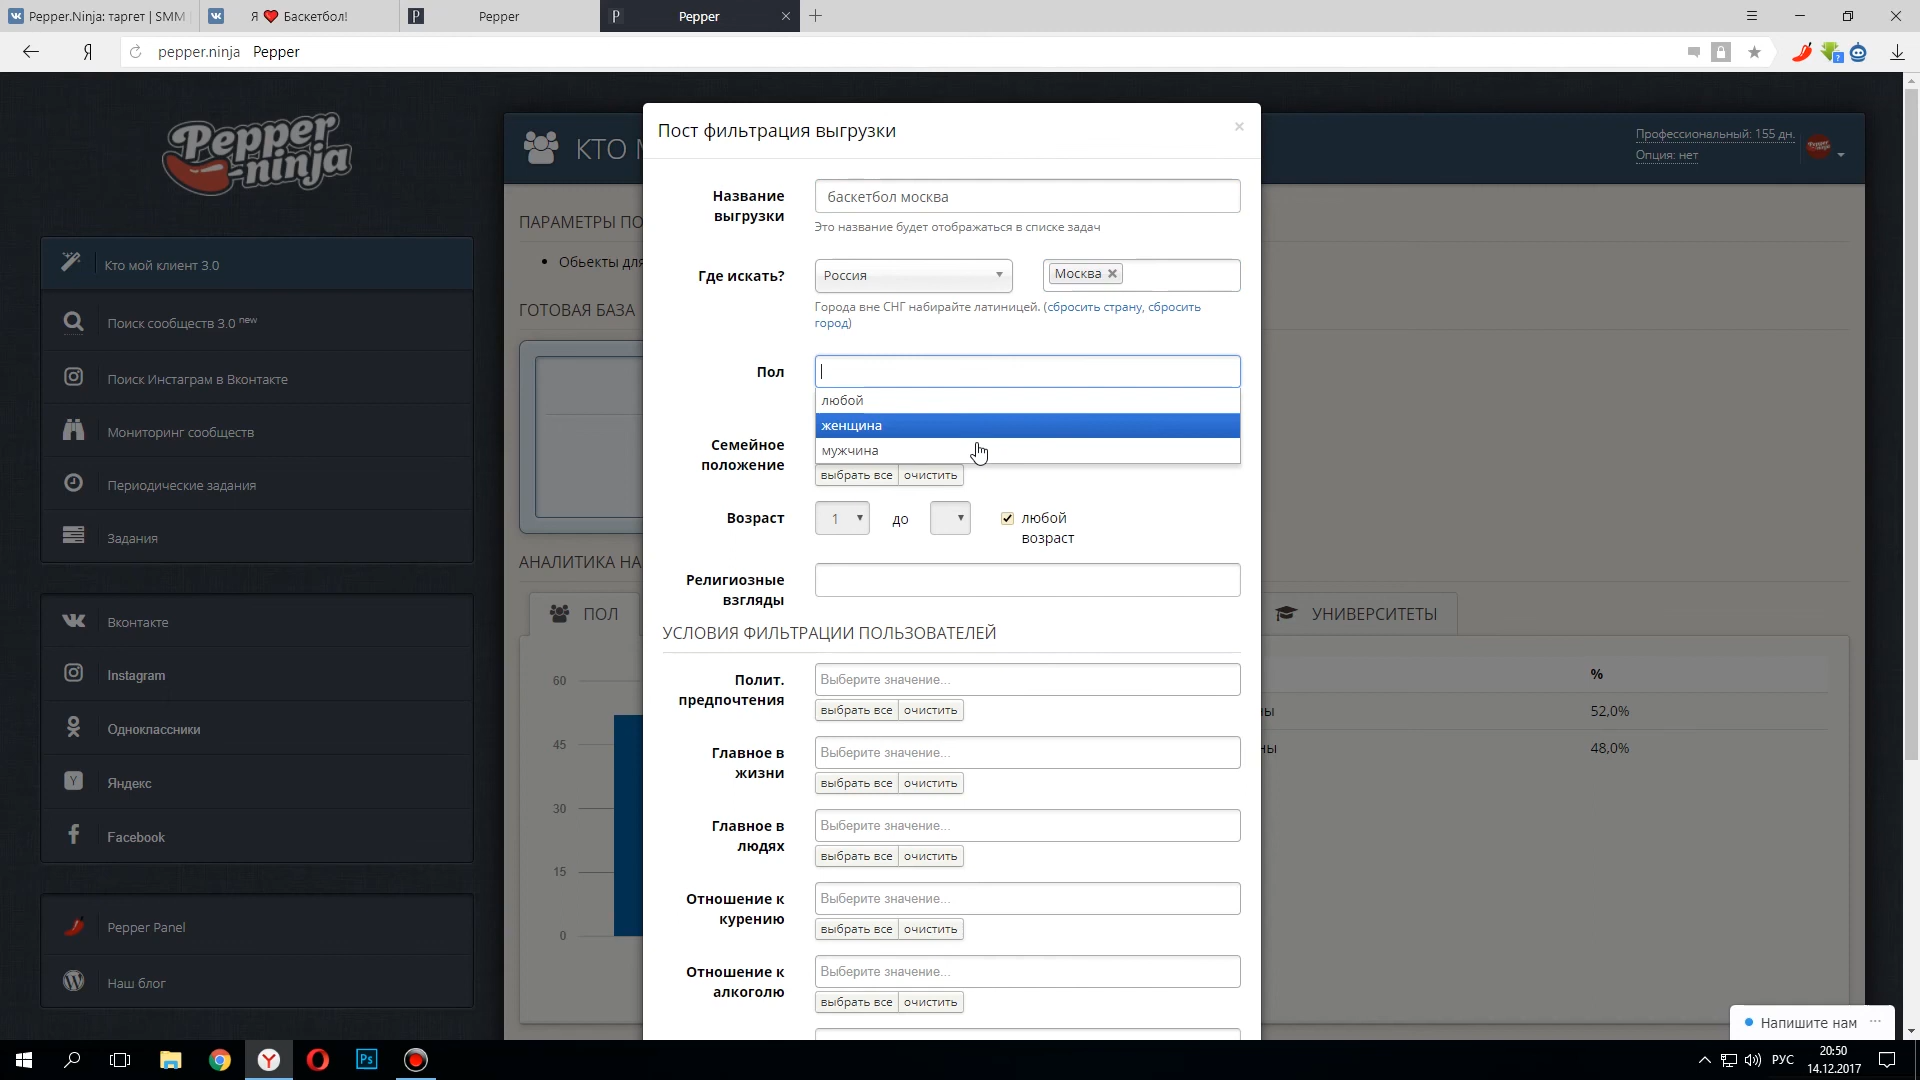 Pepper.Ninja: таргет | SMM
Я ❤ Баскетбол!
Pepper
Pepper
Я
pepper.ninja Pepper
Pepper
-ninja
Кто мой клиент 3.0
Поиск сообществ 3.0 new
Поиск Инстаграм в Вконтакте
Мониторинг сообществ
Периодические задания
Задания
Вконтакте
Instagram
Одноклассники
Яндекс
Facebook
Pepper Panel
Наш блог
КТО М
Профессиональный: 155 дн.
Опция: нет
ПАРАМЕТРЫ ПО
Обьекты для
ГОТОВАЯ БАЗА
АНАЛИТИКА НА
ПОЛ
УНИВЕРСИТЕТЫ
60
45
30
15
0
%
ны 52,0%
ны 48,0%
Пост фильтрация выгрузки
×
Название выгрузки
баскетбол москва
Это название будет отображаться в списке задач
Где искать?
Россия
Москва
Города вне СНГ набирайте латиницей. (сбросить страну, сбросить
город)
Пол
любой
женщина
мужчина
Семейное
положение
выбрать все очистить
Возраст 1 до любой
возраст
Религиозные
взгляды
УСЛОВИЯ ФИЛЬТРАЦИИ ПОЛЬЗОВАТЕЛЕЙ
Полит.
предпочтения
Выберите значение...
выбрать все очистить
Главное в
жизни
Выберите значение...
выбрать все очистить
Главное в
людях
Выберите значение...
выбрать все очистить
Отношение к
курению
Выберите значение...
выбрать все очистить
Отношение к
алкоголю
Выберите значение...
выбрать все очистить
Напишите нам
Ps
РУС
20:50
14.12.2017